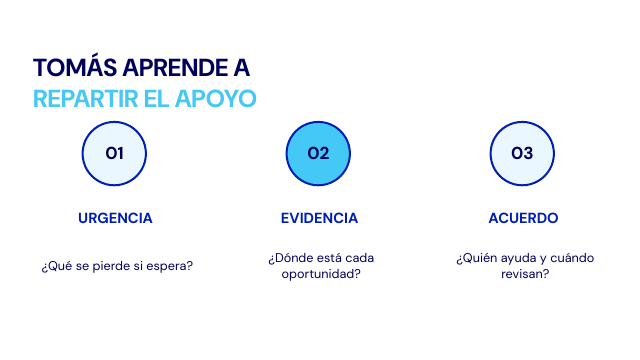 TOMÁS APRENDE A
REPARTIR EL APOYO
01
02
03
URGENCIA
EVIDENCIA
ACUERDO
¿Qué se pierde si espera?
¿Dónde está cada
oportunidad?
¿Quién ayuda y cuándo
revisan?